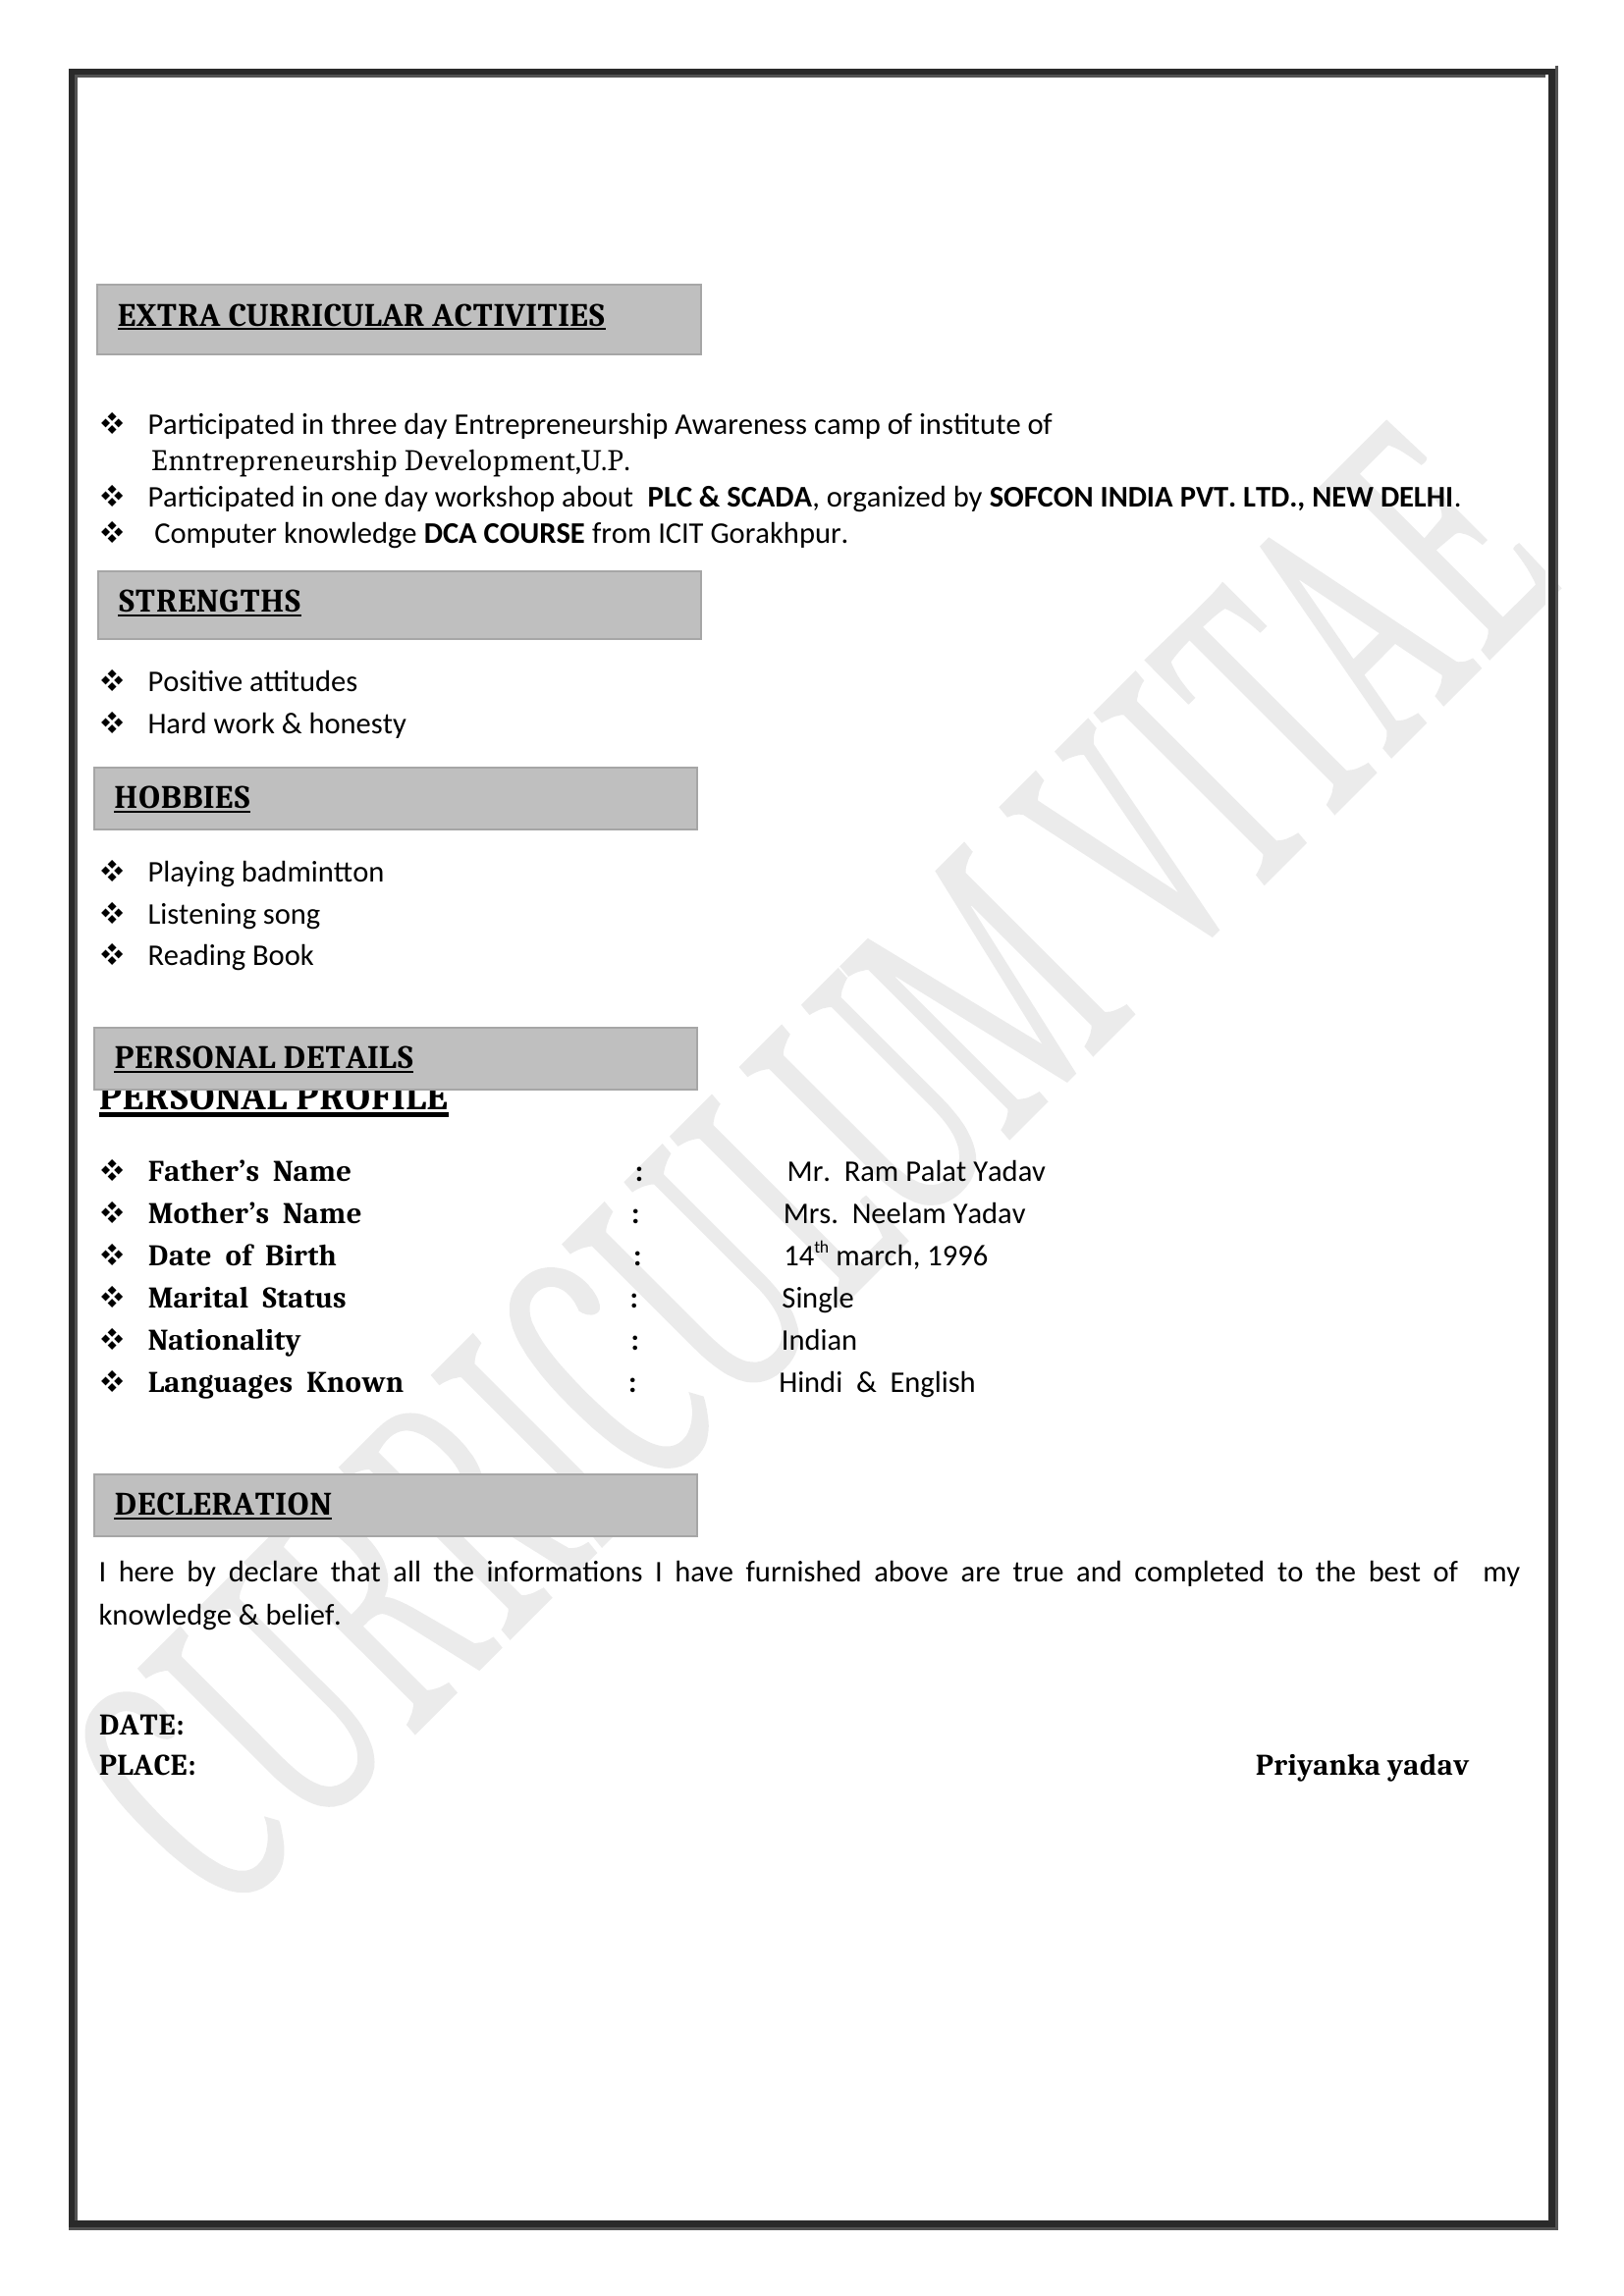 EXTRA CURRICULAR ACTIVITIES
❖ Participated in three day Entrepreneurship Awareness camp of institute of
Enntrepreneurship Development,U.P.
❖ Participated in one day workshop about PLC & SCADA, organized by SOFCON INDIA PVT. LTD., NEW DELHI.
❖ Computer knowledge DCA COURSE from ICIT Gorakhpur.
STRENGTHS
❖ Positive attitudes
❖ Hard work & honesty
HOBBIES
❖ Playing badmintton
❖ Listening song
❖ Reading Book
PERSONAL DETAILS
PERSONAL PROFILE
❖ Father’s Name : Mr. Ram Palat Yadav
❖ Mother’s Name : Mrs. Neelam Yadav
❖ Date of Birth : 14th march, 1996
❖ Marital Status : Single
❖ Nationality : Indian
❖ Languages Known : Hindi & English
DECLERATION
I here by declare that all the informations I have furnished above are true and completed to the best of my
knowledge & belief.
DATE:
PLACE: Priyanka yadav
CURRICULUM VITAE